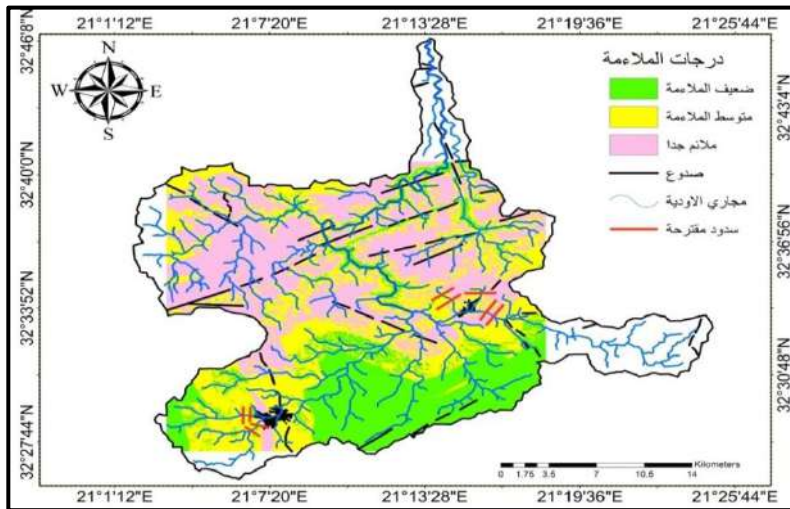 21°1'12"E 21°7'20"E 21°13'28"E 21°19'36"E 21°25'44"E
32°46'8"N
32°40'0"N
32°33'52"N
32°27'44"N
N
W E
S
درجات الملاءمة
ضعيف الملاءمة
متوسط الملاءمة
ملائم جدا
صدوع
مجاري الاودية
سدود مقترحة
32°43'4"N
32°36'56"N
32°30'48"N
Kilometers
0 1.75 3.5 7 10.5 14
21°1'12"E 21°7'20"E 21°13'28"E 21°19'36"E 21°25'44"E